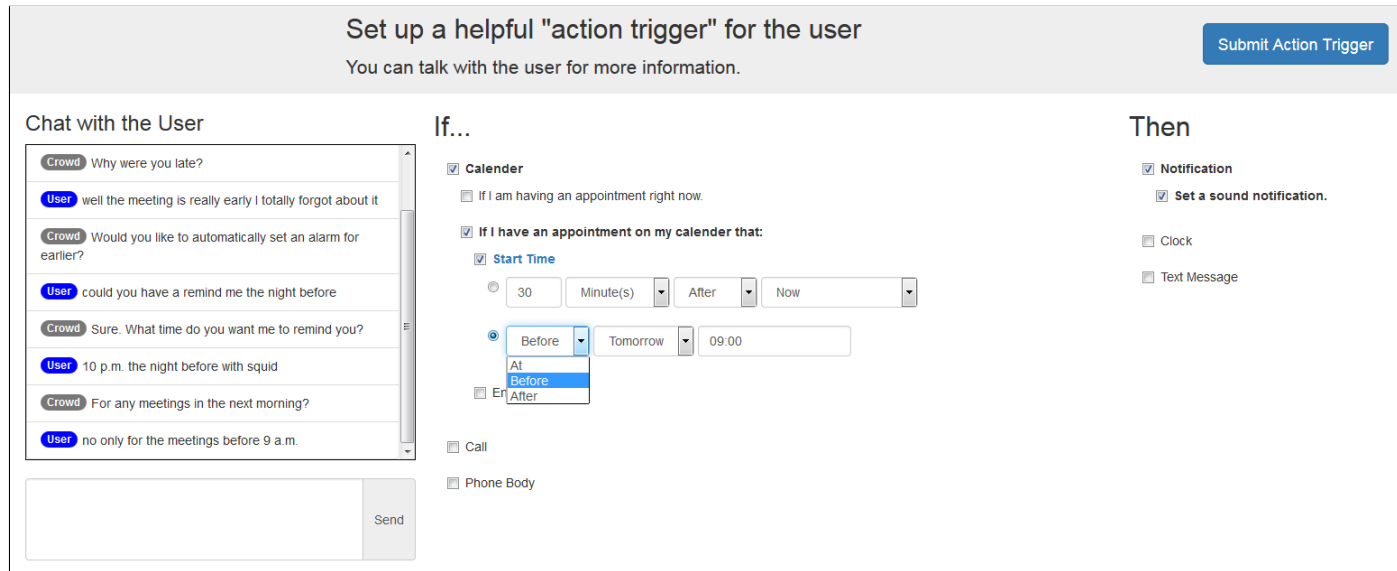 Set up a helpful "action trigger" for the user
You can talk with the user for more information.
Submit Action Trigger
Chat with the User
Crowd Why were you late?
User well the meeting is really early I totally forgot about it
Crowd Would you like to automatically set an alarm for
earlier?
User could you have a remind me the night before
Crowd Sure. What time do you want me to remind you?
User 10 p.m. the night before with squid
Crowd For any meetings in the next morning?
User no only for the meetings before 9 a.m.
Send
If...
Calender
If I am having an appointment right now.
If I have an appointment on my calender that:
Start Time
30 Minute(s) After Now
Before Tomorrow 09:00
At
Before
After
Call
Phone Body
Then
Notification
Set a sound notification.
Clock
Text Message